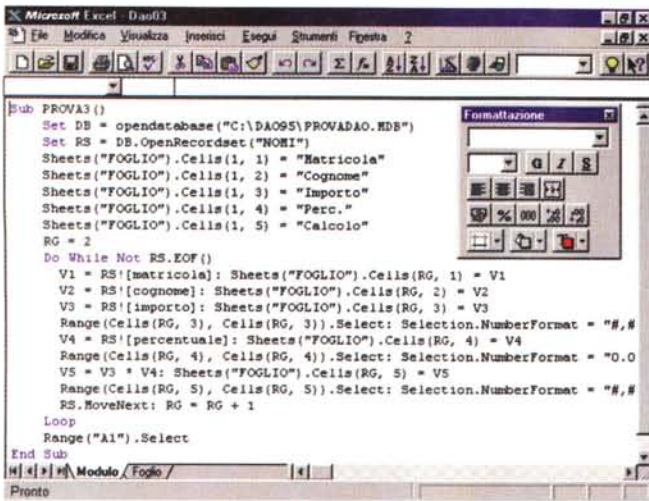 Microsoft Excel - Dao03
File Modifica Visualizza Inserisci Esegui Strumenti Finestra ?
Sub PROVA3()
Set DB = opendatabase("C:\DAO95\PROVADAO.MDB")
Set RS = DB.OpenRecordset("NOMI")
Sheets("FOGLIO").Cells(1, 1) = "Matricola"
Sheets("FOGLIO").Cells(1, 2) = "Cognome"
Sheets("FOGLIO").Cells(1, 3) = "Importo"
Sheets("FOGLIO").Cells(1, 4) = "Perc."
Sheets("FOGLIO").Cells(1, 5) = "Calcolo"
RG = 2
Do While Not RS.EOF()
V1 = RS![matricola]: Sheets("FOGLIO").Cells(RG, 1) = V1
V2 = RS![cognome]: Sheets("FOGLIO").Cells(RG, 2) = V2
V3 = RS![importo]: Sheets("FOGLIO").Cells(RG, 3) = V3
Range(Cells(RG, 3), Cells(RG, 3)).Select: Selection.NumberFormat = "#,#
V4 = RS![percentuale]: Sheets("FOGLIO").Cells(RG, 4) = V4
Range(Cells(RG, 4), Cells(RG, 4)).Select: Selection.NumberFormat = "0.0
V5 = V3 * V4: Sheets("FOGLIO").Cells(RG, 5) = V5
Range(Cells(RG, 5), Cells(RG, 5)).Select: Selection.NumberFormat = "#,#
RS.MoveNext: RG = RG + 1
Loop
Range("A1").Select
End Sub
Formattazione
G I S
% 000
Modulo Foglio
Pronto